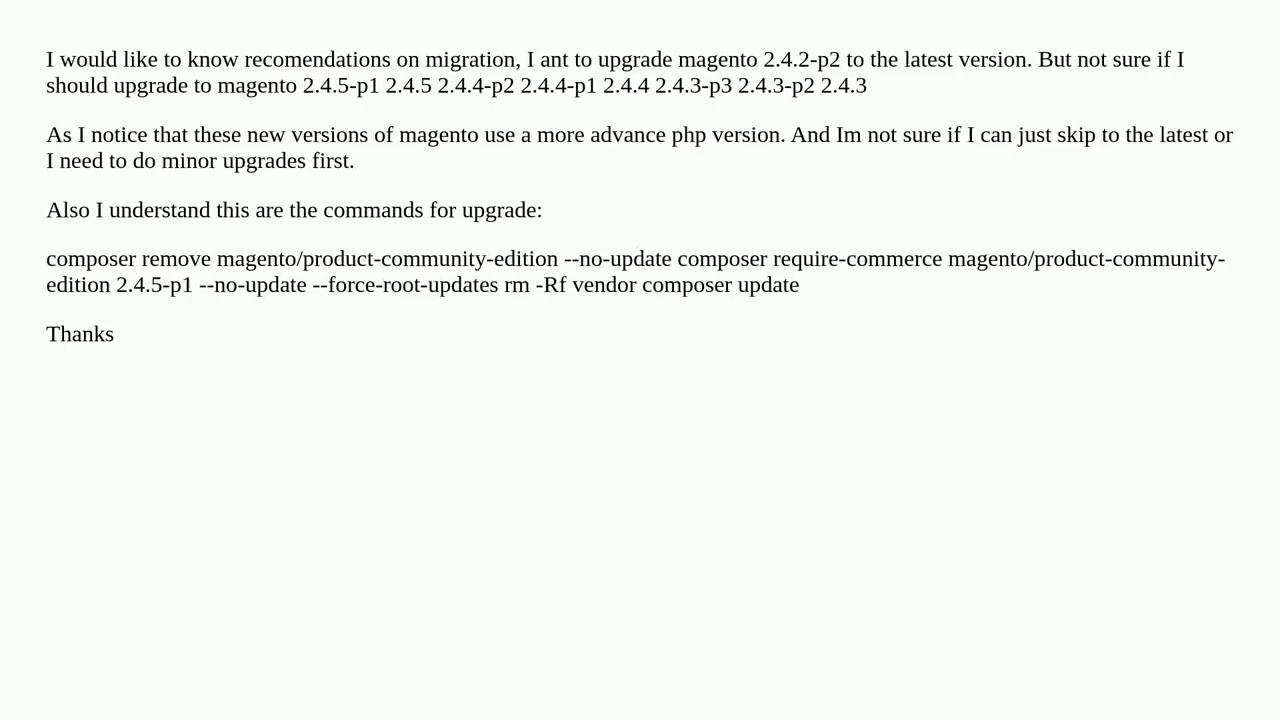 I would like to know recomendations on migration, I ant to upgrade magento 2.4.2-p2 to the latest version. But not sure if I
should upgrade to magento 2.4.5-p1 2.4.5 2.4.4-p2 2.4.4-p1 2.4.4 2.4.3-p3 2.4.3-p2 2.4.3
As I notice that these new versions of magento use a more advance php version. And Im not sure if I can just skip to the latest or
I need to do minor upgrades first.
Also I understand this are the commands for upgrade:
composer remove magento/product-community-edition --no-update composer require-commerce magento/product-community-
edition 2.4.5-p1 --no-update --force-root-updates rm -Rf vendor composer update
Thanks